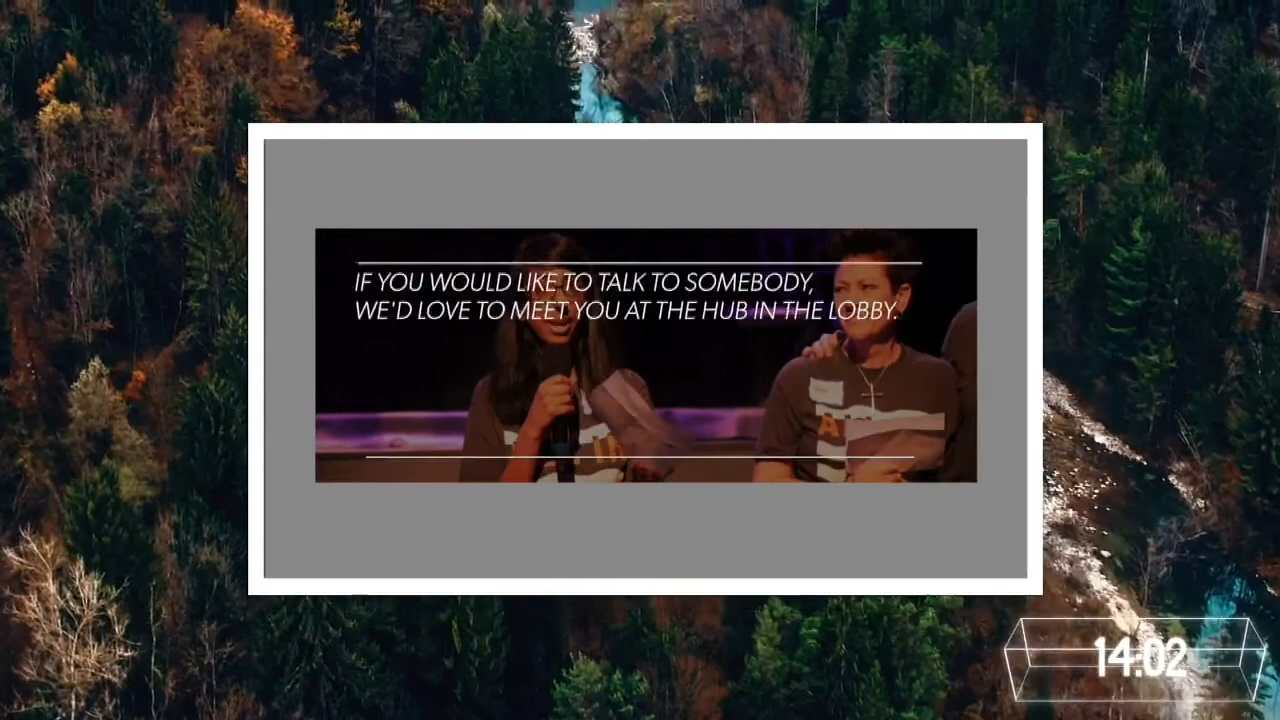 IF YOU WOULD LIKE TO TALK TO SOMEBODY,
WE'D LOVE TO MEET YOU AT THE HUB IN THE LOBBY.
14:02